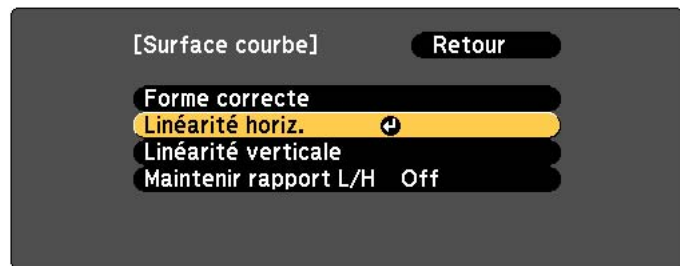 [Surface courbe] Retour
Forme correcte
Linéarité horiz.
Linéarité verticale
Maintenir rapport L/H Off